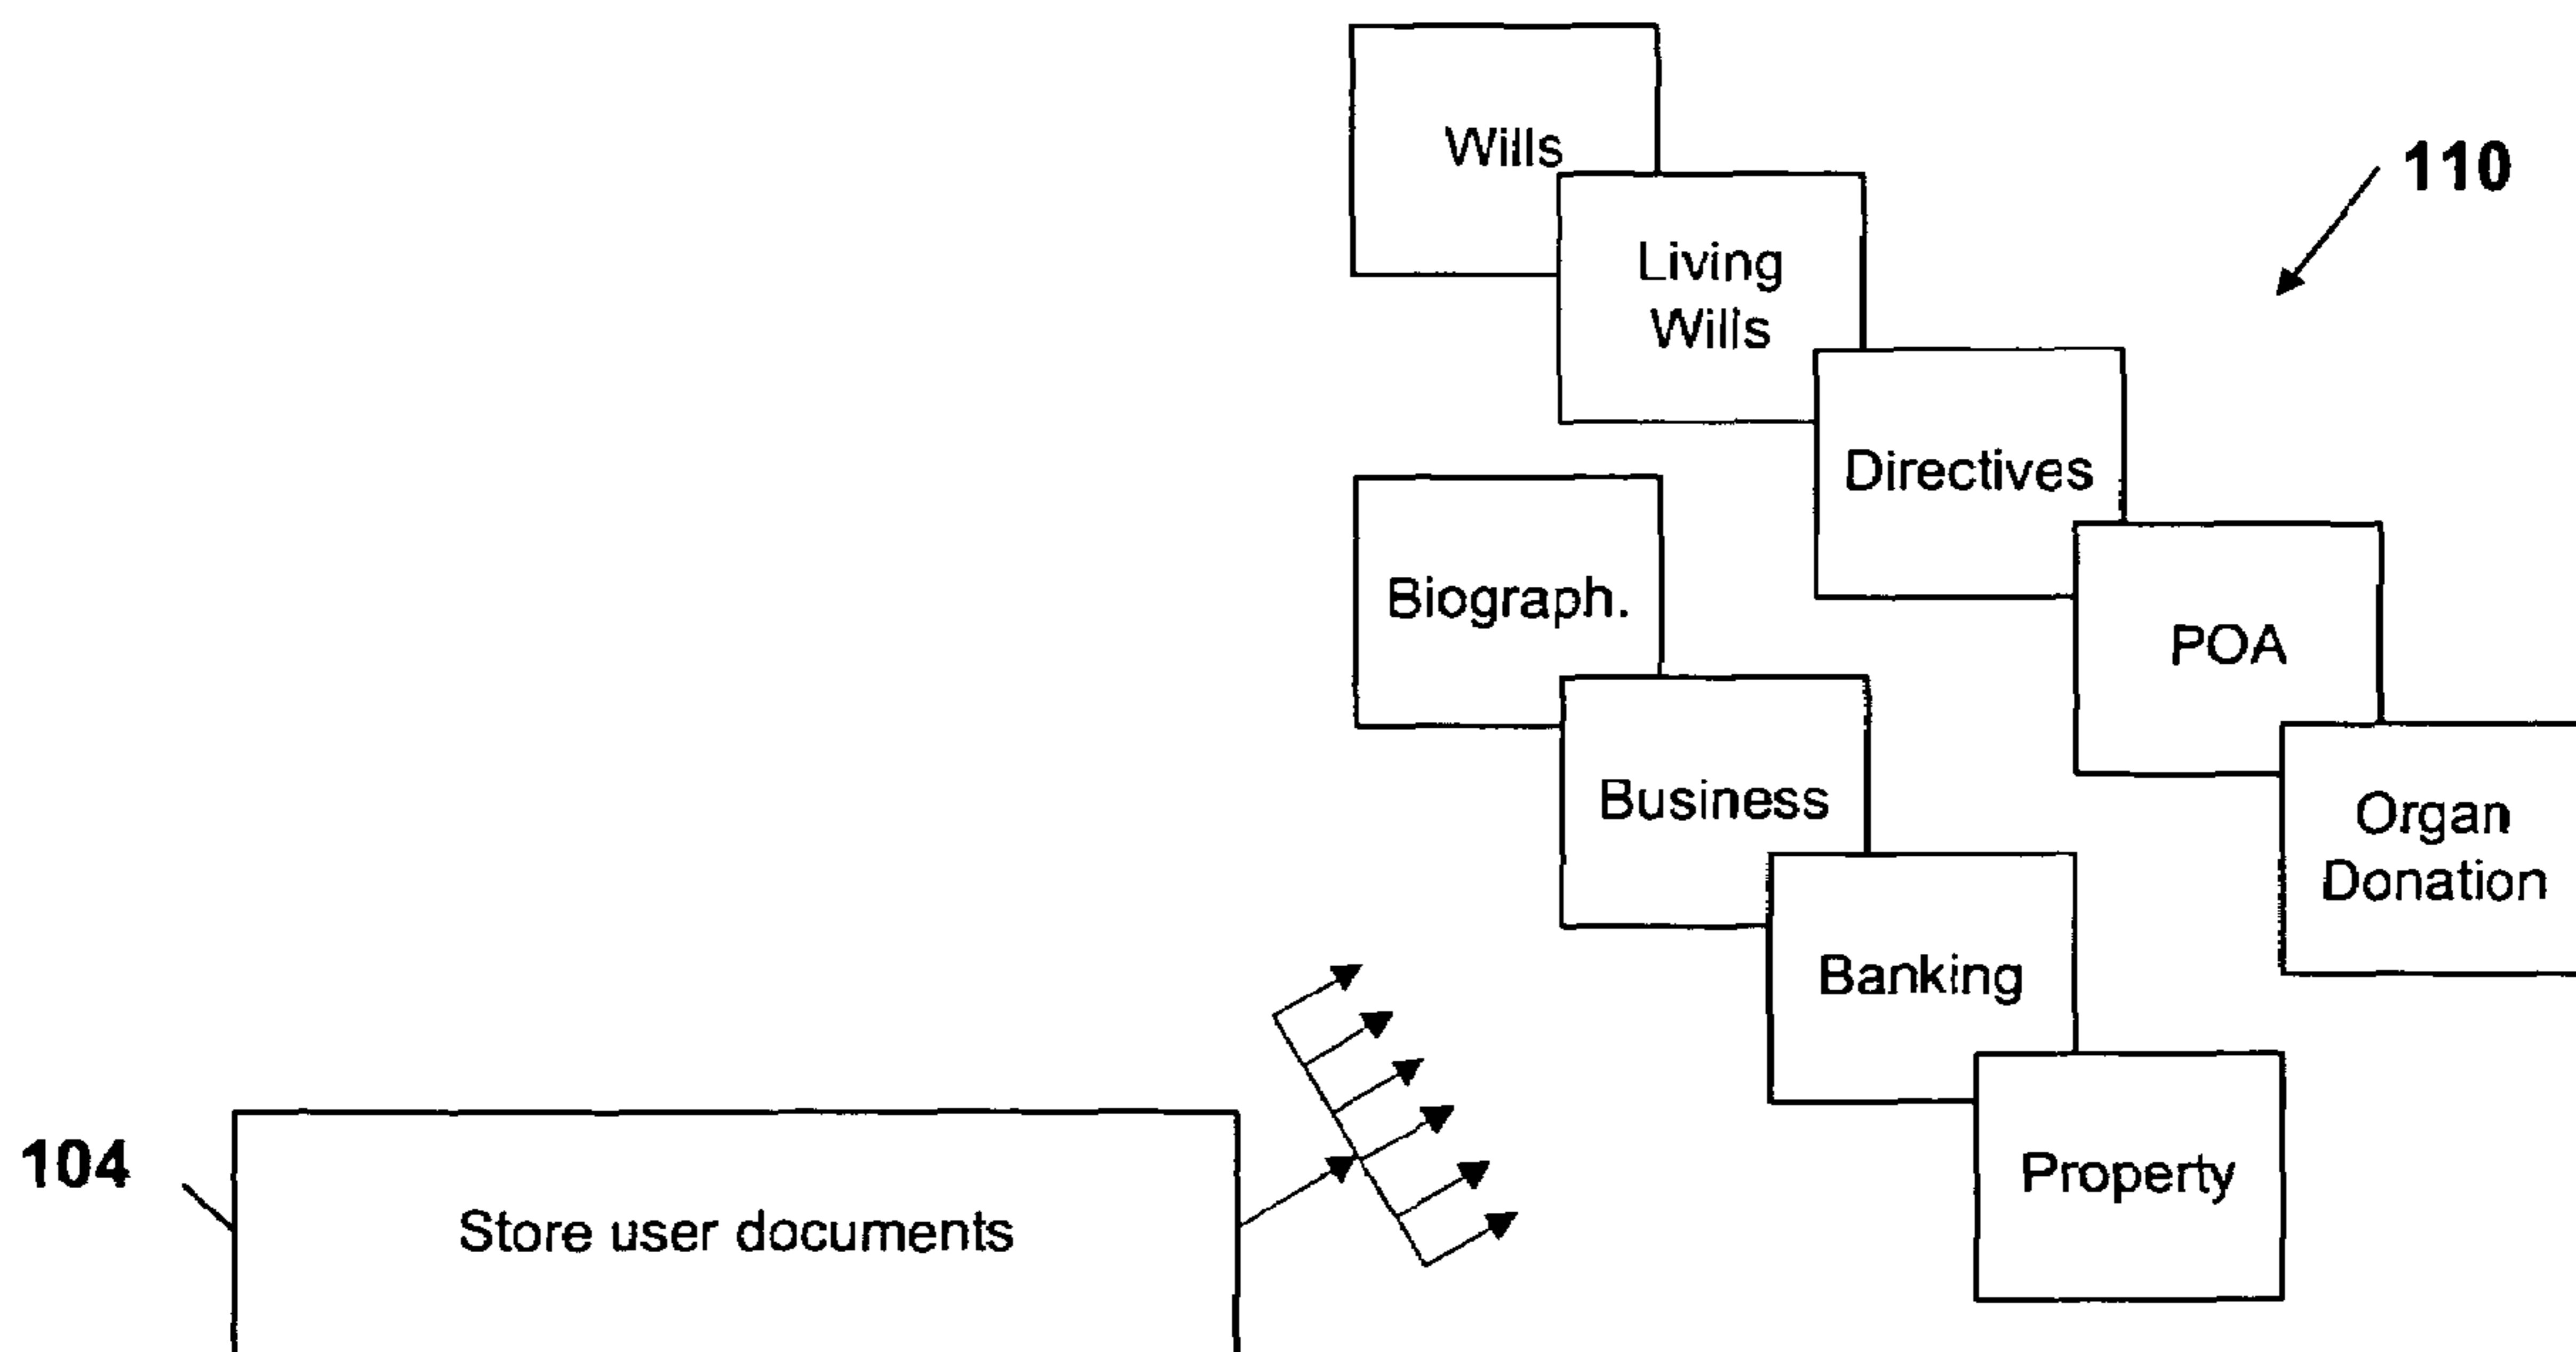 Wills
110
Living
Wills
Directives
Biograph.
POA
Business
Organ
Donation
Banking
104
Property
Store user documents